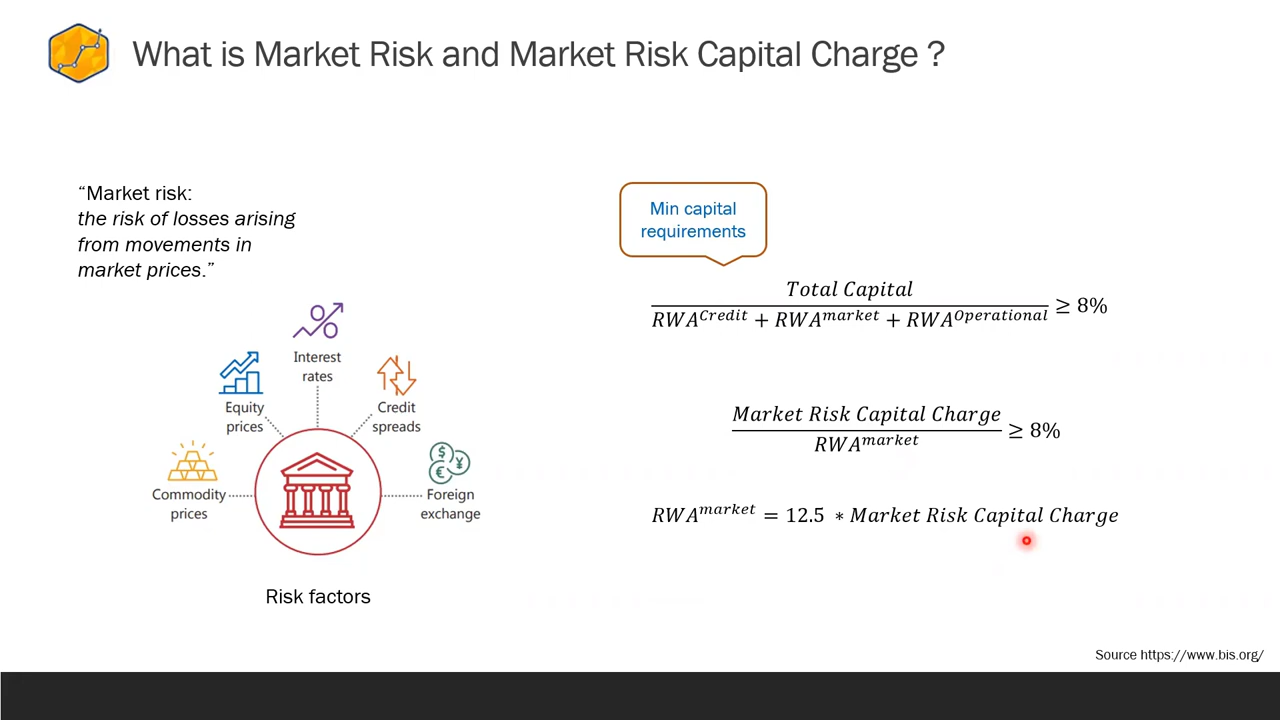 What is Market Risk and Market Risk Capital Charge ?
“Market risk:
the risk of losses arising
from movements in
market prices.”
Interest
rates
Equity
prices
Credit
spreads
Commodity
prices
Foreign
exchange
$
¥
€
Risk factors
Min capital
requirements
Total Capital
RWA^Credit + RWA^market + RWA^Operational ≥ 8%
Market Risk Capital Charge
RWA^market ≥ 8%
RWA^market = 12.5 * Market Risk Capital Charge
Source https://www.bis.org/